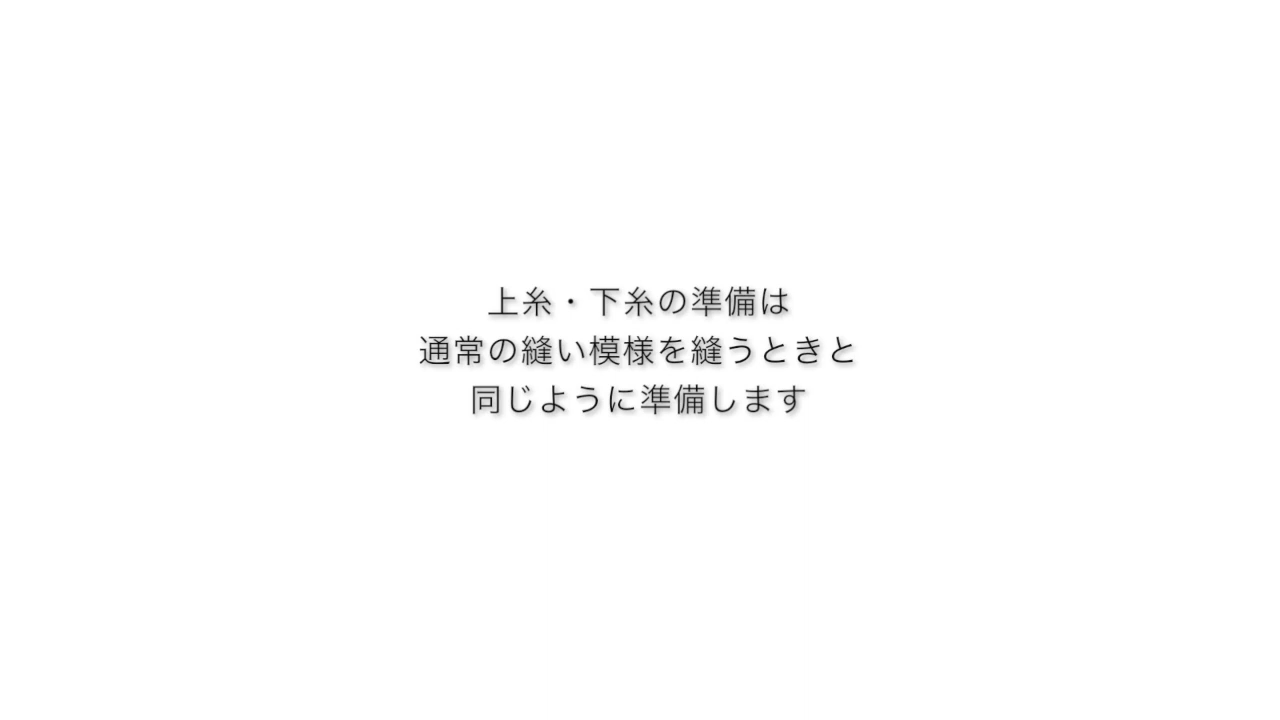 上糸・下糸の準備は
通常の縫い模様を縫うときと
同じように準備します